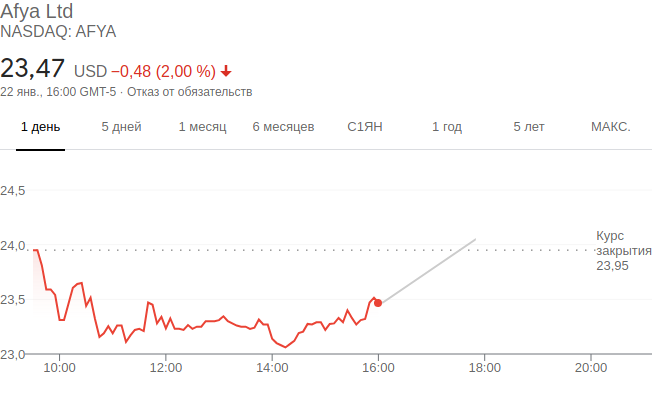 Afya Ltd
NASDAQ: AFYA
23,47 USD −0,48 (2,00 %)
22 янв., 16:00 GMT-5 · Отказ от обязательств
1 день 5 дней 1 месяц 6 месяцев С1ЯН 1 год 5 лет МАКС.
24,5
24,0
Курс
закрытия
23,95
23,5
23,0
10:00 12:00 14:00 16:00 18:00 20:00